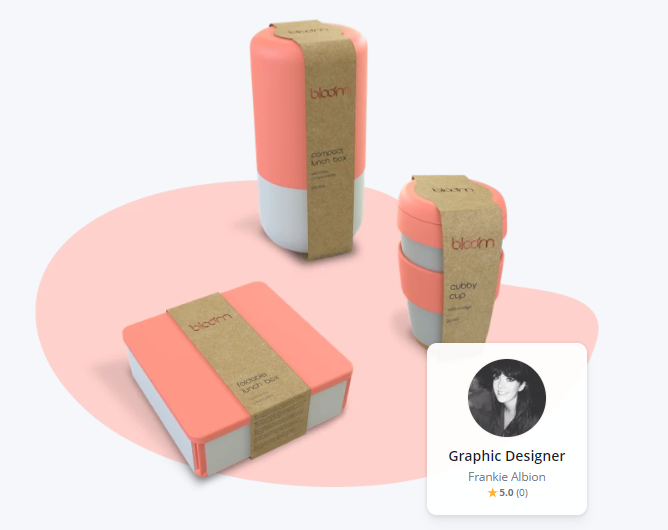 bloom
bloom
compact
lunch box
bloom
bloom
cubby
cup
bloom
foldable
lunch box
Graphic Designer
Frankie Albion
5.0 (0)